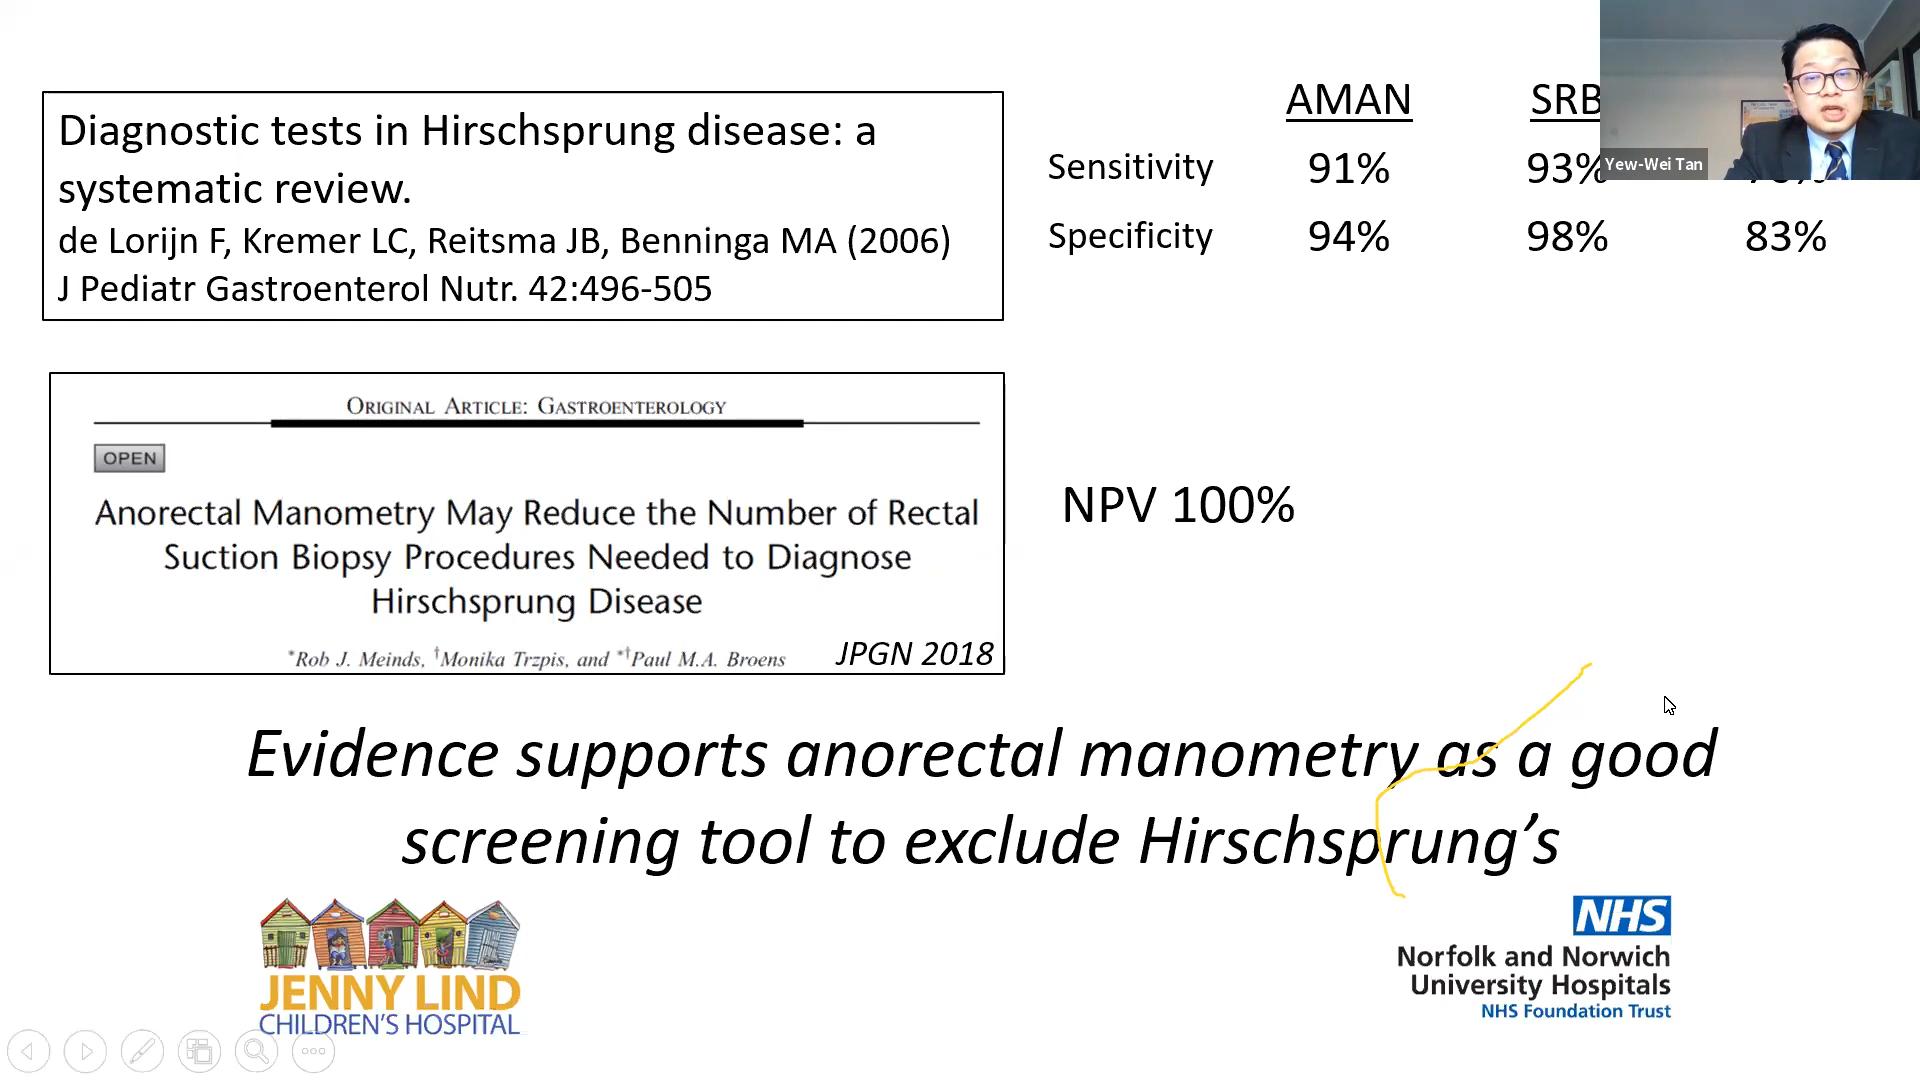 Diagnostic tests in Hirschsprung disease: a
systematic review.
de Lorijn F, Kremer LC, Reitsma JB, Benninga MA (2006)
J Pediatr Gastroenterol Nutr. 42:496-505
AMAN SRB
Sensitivity 91% 93%
Specificity 94% 98% 83%
Yew-Wei Tan
ORIGINAL ARTICLE: GASTROENTEROLOGY
OPEN
Anorectal Manometry May Reduce the Number of Rectal
Suction Biopsy Procedures Needed to Diagnose
Hirschsprung Disease
*Rob J. Meinds, †Monika Trzpis, and *†Paul M.A. Broens
JPGN 2018
NPV 100%
Evidence supports anorectal manometry as a good
screening tool to exclude Hirschsprung’s
JENNY LIND
CHILDREN’S HOSPITAL
NHS
Norfolk and Norwich
University Hospitals
NHS Foundation Trust